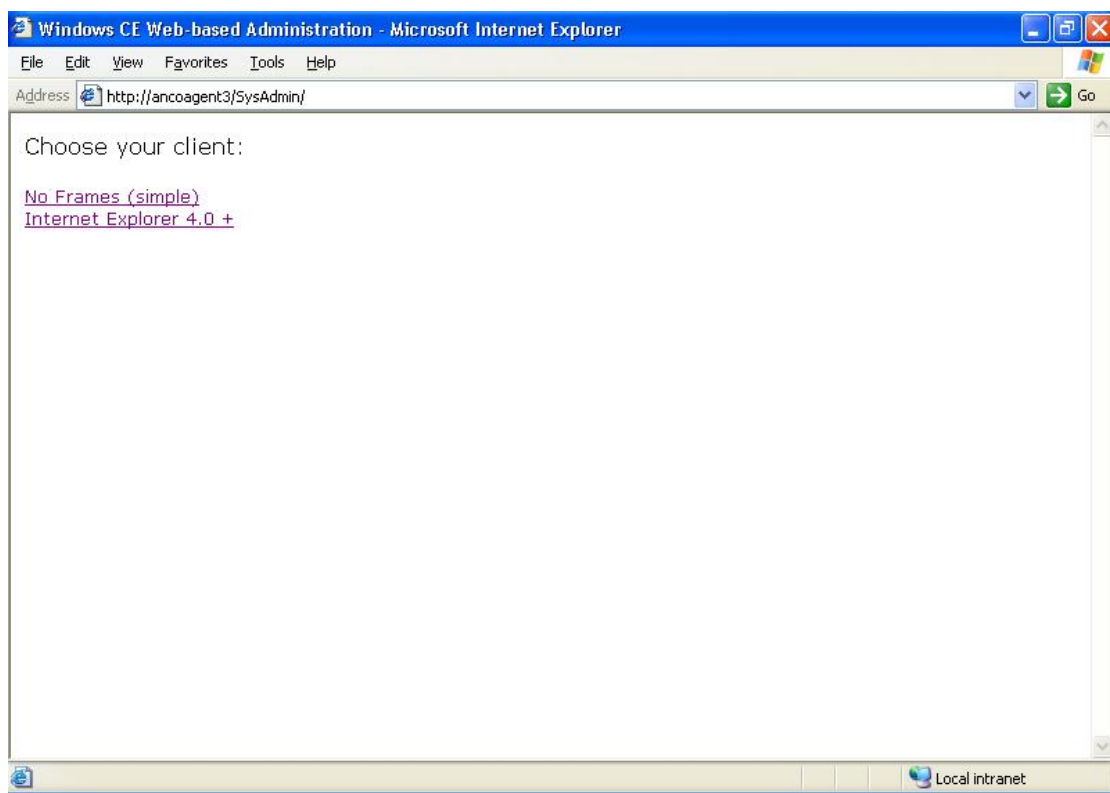 Windows CE Web-based Administration - Microsoft Internet Explorer
File Edit View Favorites Tools Help
Address http://ancoagent3/SysAdmin/ Go
Choose your client:
No Frames (simple)
Internet Explorer 4.0 +
Local intranet